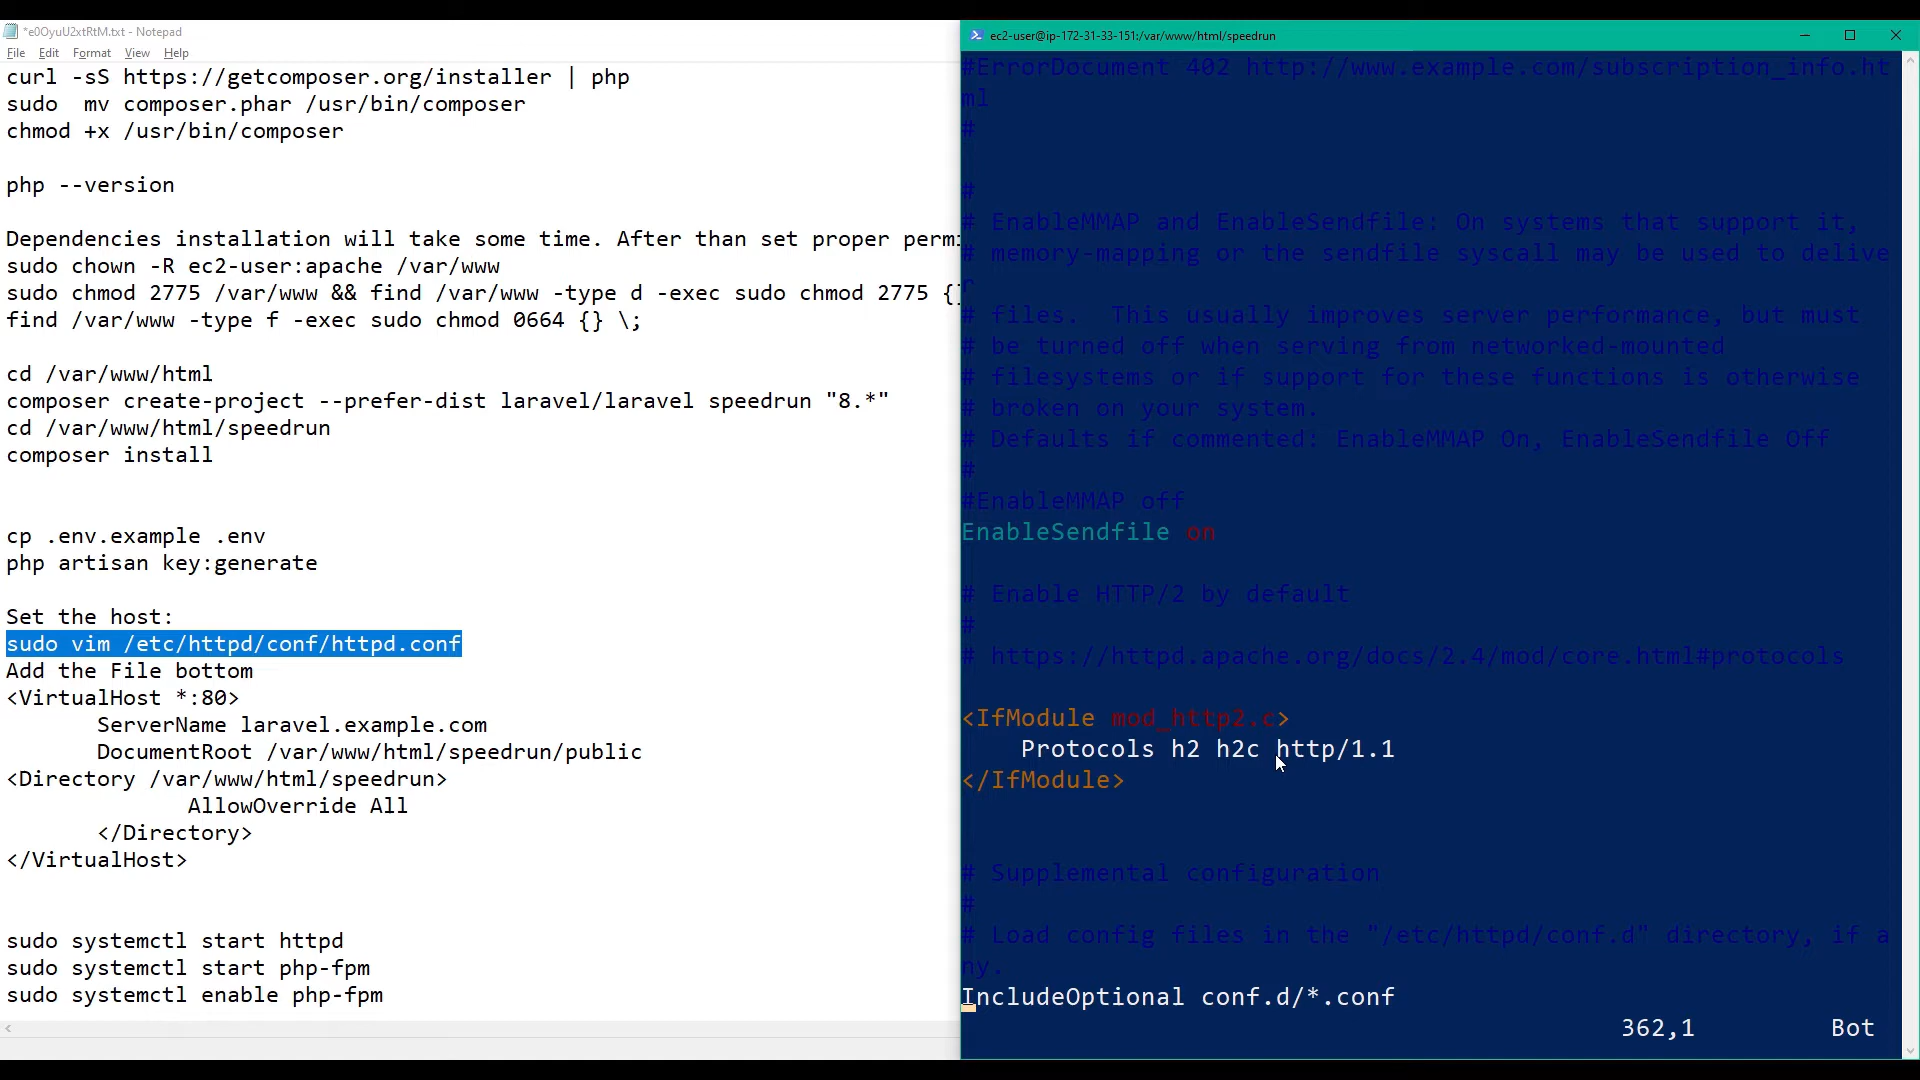 *e0OyuU2xtRtM.txt - Notepad
File Edit Format View Help
curl -sS https://getcomposer.org/installer | php
sudo  mv composer.phar /usr/bin/composer
chmod +x /usr/bin/composer
php --version
Dependencies installation will take some time. After than set proper permi
sudo chown -R ec2-user:apache /var/www
sudo chmod 2775 /var/www && find /var/www -type d -exec sudo chmod 2775 {}
find /var/www -type f -exec sudo chmod 0664 {} \;
cd /var/www/html
composer create-project --prefer-dist laravel/laravel speedrun "8.*"
cd /var/www/html/speedrun
composer install
cp .env.example .env
php artisan key:generate
Set the host:
sudo vim /etc/httpd/conf/httpd.conf
Add the File bottom
<VirtualHost *:80>
ServerName laravel.example.com
DocumentRoot /var/www/html/speedrun/public
<Directory /var/www/html/speedrun>
AllowOverride All
</Directory>
</VirtualHost>
sudo systemctl start httpd
sudo systemctl start php-fpm
sudo systemctl enable php-fpm
ec2-user@ip-172-31-33-151:/var/www/html/speedrun
#ErrorDocument 402 http://www.example.com/subscription_info.ht
ml
#
#
# EnableMMAP and EnableSendfile: On systems that support it,
# memory-mapping or the sendfile syscall may be used to delive
r
# files.  This usually improves server performance, but must
# be turned off when serving from networked-mounted
# filesystems or if support for these functions is otherwise
# broken on your system.
# Defaults if commented: EnableMMAP On, EnableSendfile Off
#
#EnableMMAP off
EnableSendfile on
# Enable HTTP/2 by default
#
# https://httpd.apache.org/docs/2.4/mod/core.html#protocols
<IfModule mod_http2.c>
Protocols h2 h2c http/1.1
</IfModule>
# Supplemental configuration
#
# Load config files in the "/etc/httpd/conf.d" directory, if a
ny.
IncludeOptional conf.d/*.conf
362,1 Bot